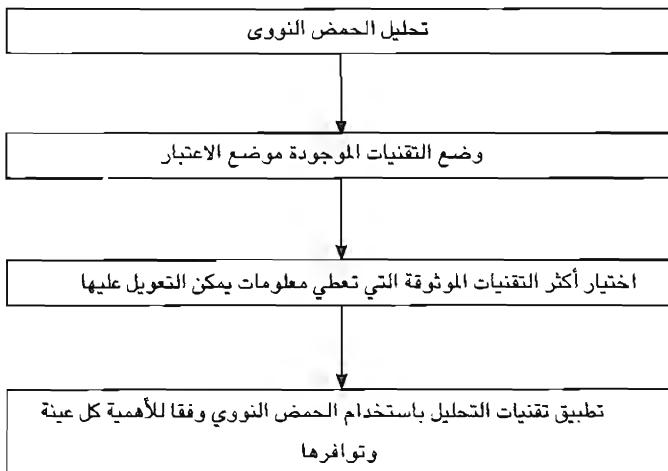 تحليل الحمض النووى
وضع التقنيات الموجودة موضع الاعتبار
اختيار أكثر التقنيات الموثوقة التي تعطي معلومات يمكن التعويل عليها
تطبيق تقنيات التحليل باستخدام الحمض النووي وفقا للأهمية كل عينة
وتوافرها